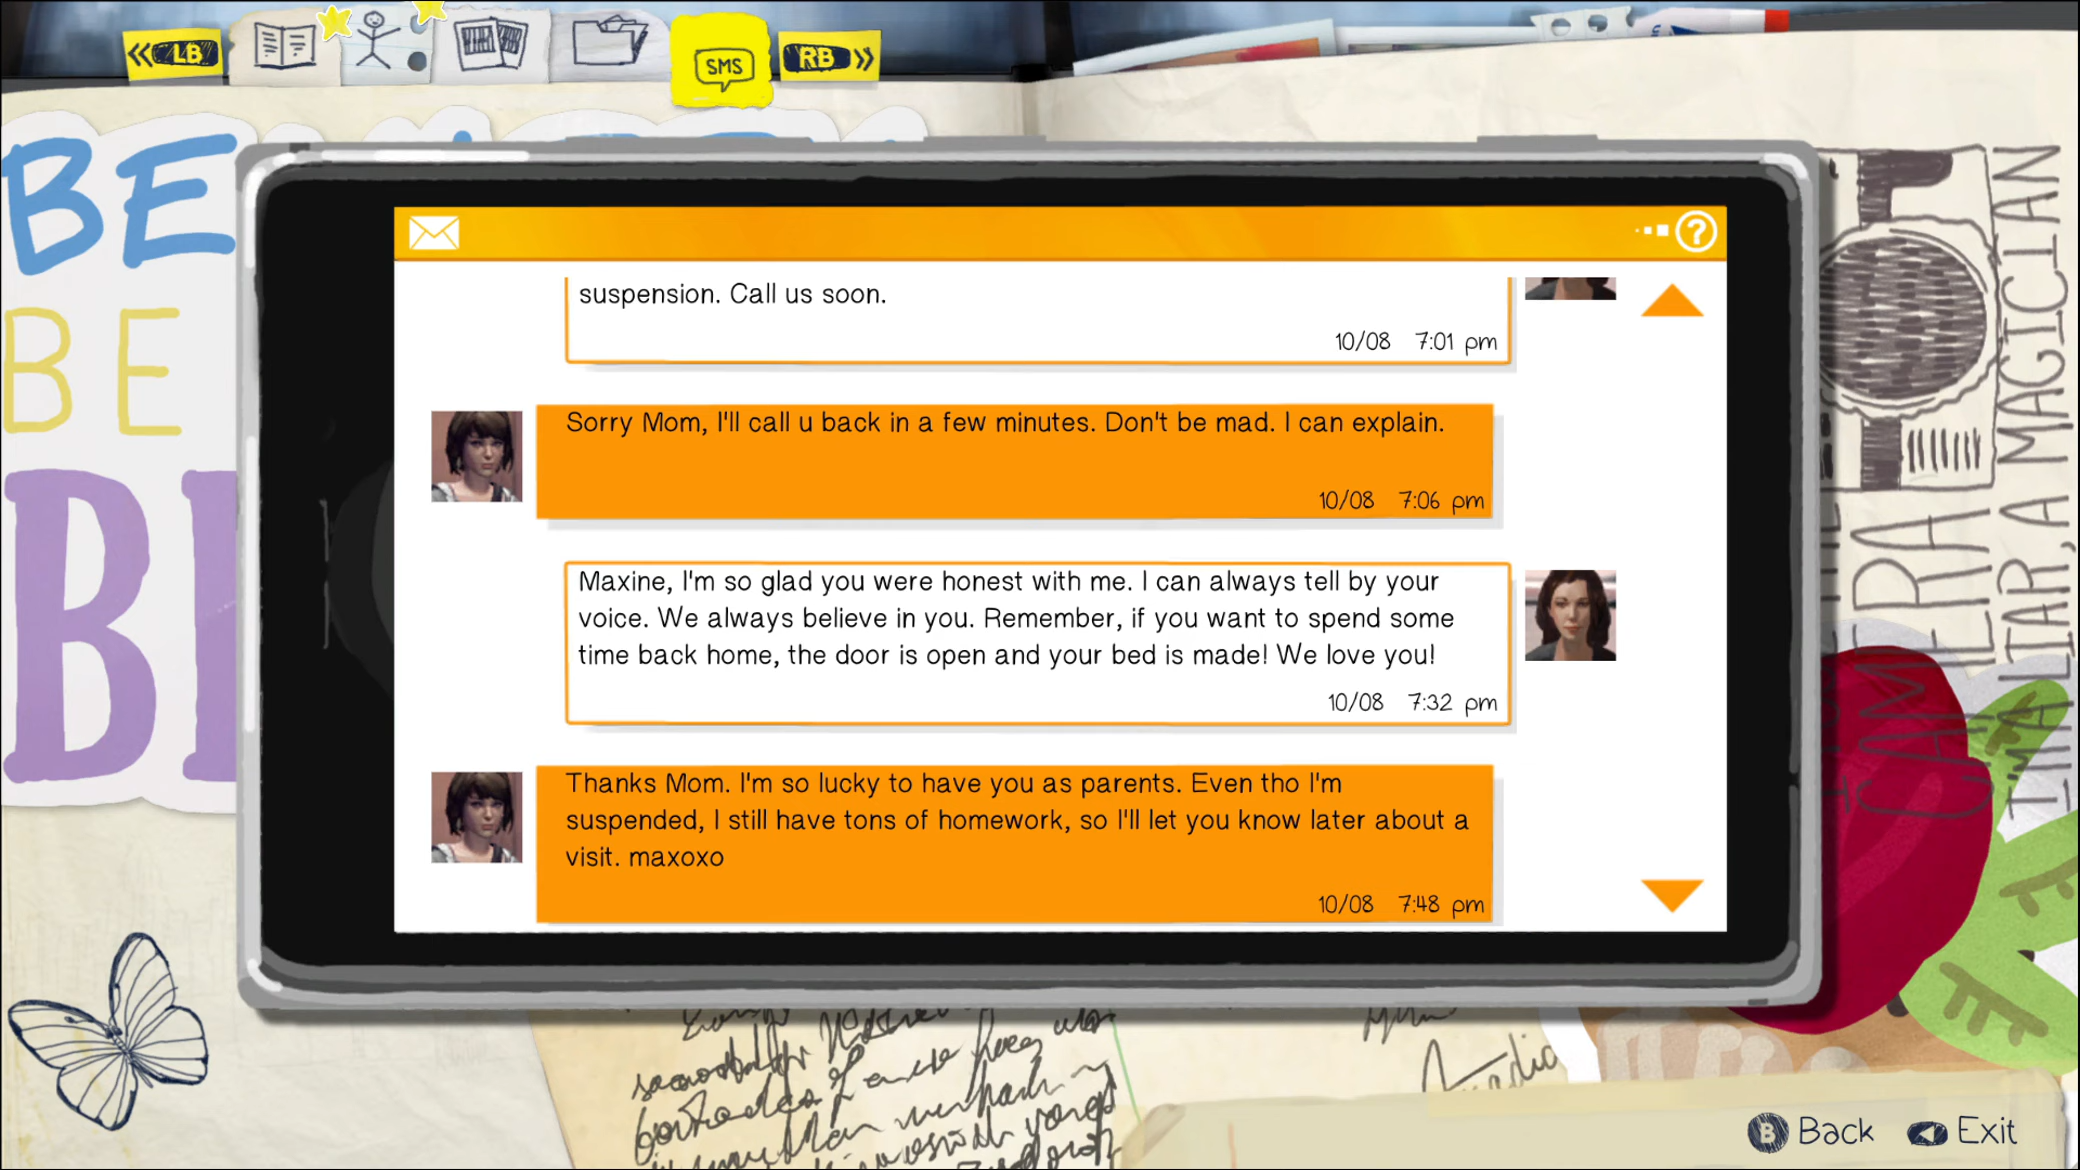 LB
SMS
RB
BE
BE
suspension. Call us soon.
10/08 7:01 pm
Sorry Mom, I'll call u back in a few minutes. Don't be mad. I can explain.
10/08 7:06 pm
Maxine, I'm so glad you were honest with me. I can always tell by your
voice. We always believe in you. Remember, if you want to spend some
time back home, the door is open and your bed is made! We love you!
10/08 7:32 pm
Thanks Mom. I'm so lucky to have you as parents. Even tho I'm
suspended, I still have tons of homework, so I'll let you know later about a
visit. maxoxo
10/08 7:48 pm
CAMERA
I'M A LIAR, A MAGICIAN
B Back
Exit